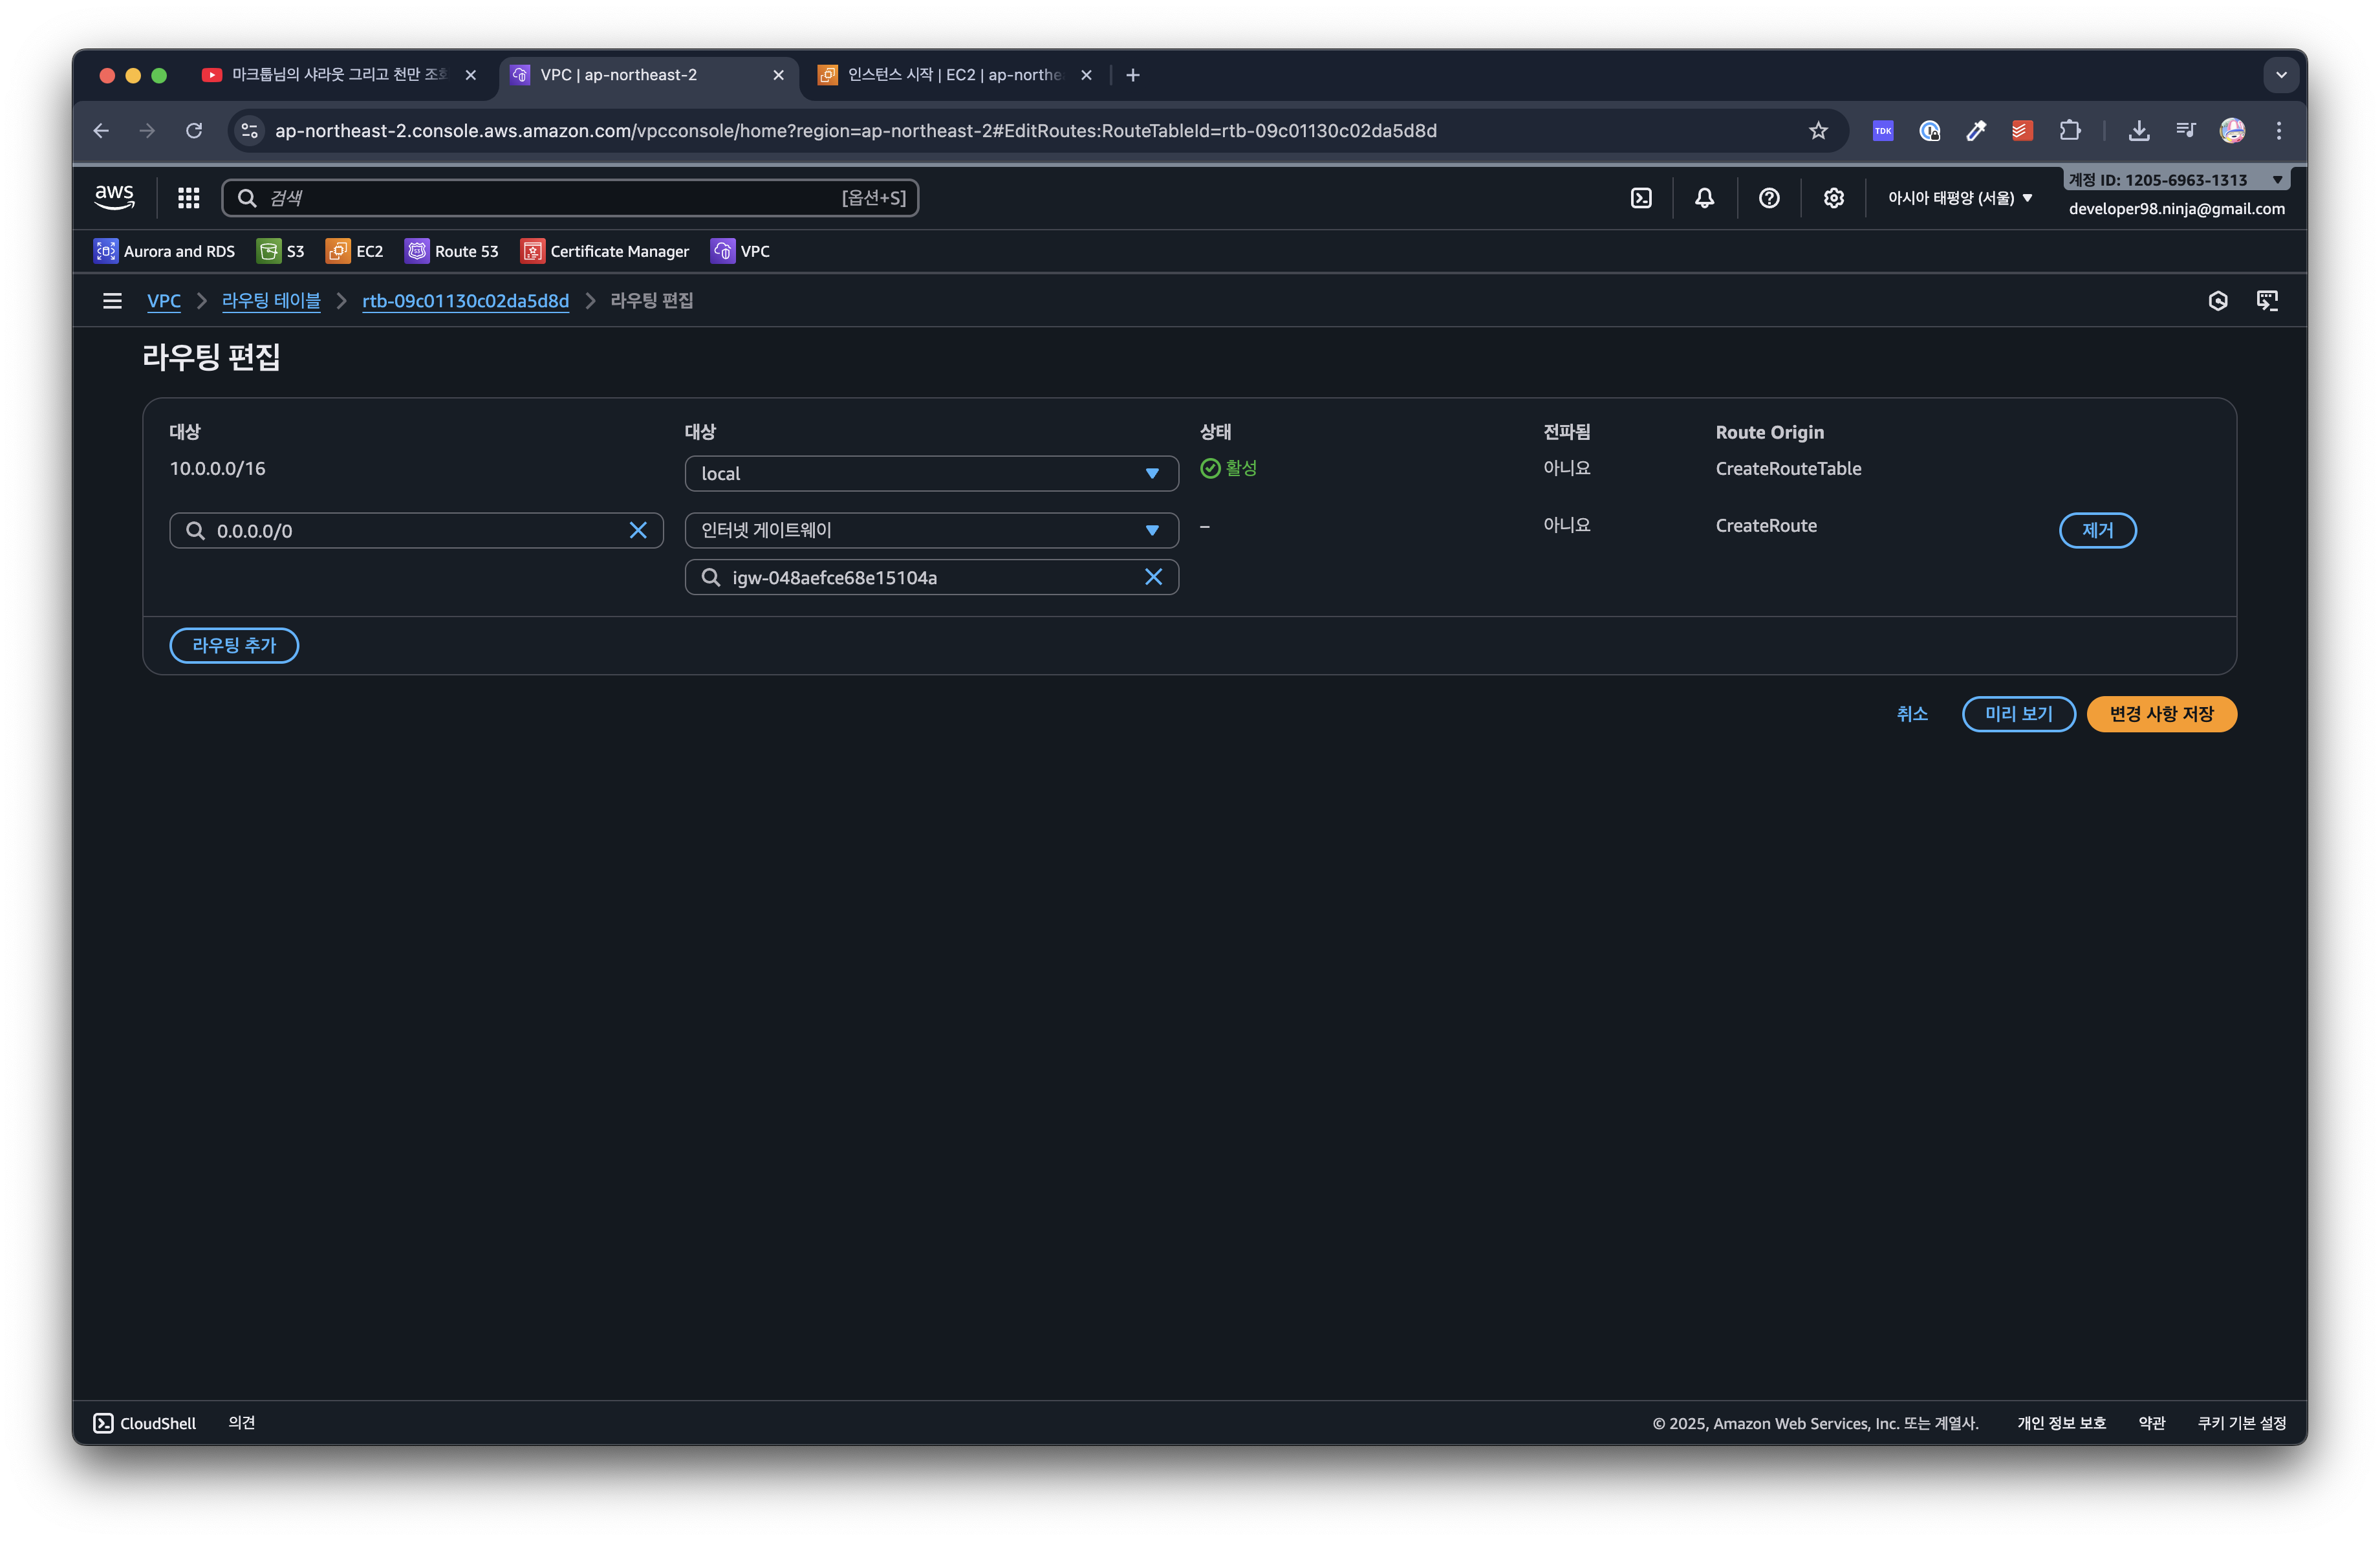 마크툽님의 샤라웃 그리고 천만 조회
VPC | ap-northeast-2
인스턴스 시작 | EC2 | ap-northe
ap-northeast-2.console.aws.amazon.com/vpcconsole/home?region=ap-northeast-2#EditRoutes:RouteTableId=rtb-09c01130c02da5d8d
TDK
aws
검색
[옵션+S]
아시아 태평양 (서울)
계정 ID: 1205-6963-1313
developer98.ninja@gmail.com
Aurora and RDS
S3
EC2
Route 53
Certificate Manager
VPC
VPC
라우팅 테이블
rtb-09c01130c02da5d8d
라우팅 편집
라우팅 편집
대상 대상 상태 전파됨 Route Origin
10.0.0.0/16 local 활성 아니요 CreateRouteTable
0.0.0.0/0 인터넷 게이트웨이 – 아니요 CreateRoute 제거
igw-048aefce68e15104a
라우팅 추가
취소 미리 보기 변경 사항 저장
CloudShell 의견 © 2025, Amazon Web Services, Inc. 또는 계열사. 개인 정보 보호 약관 쿠키 기본 설정